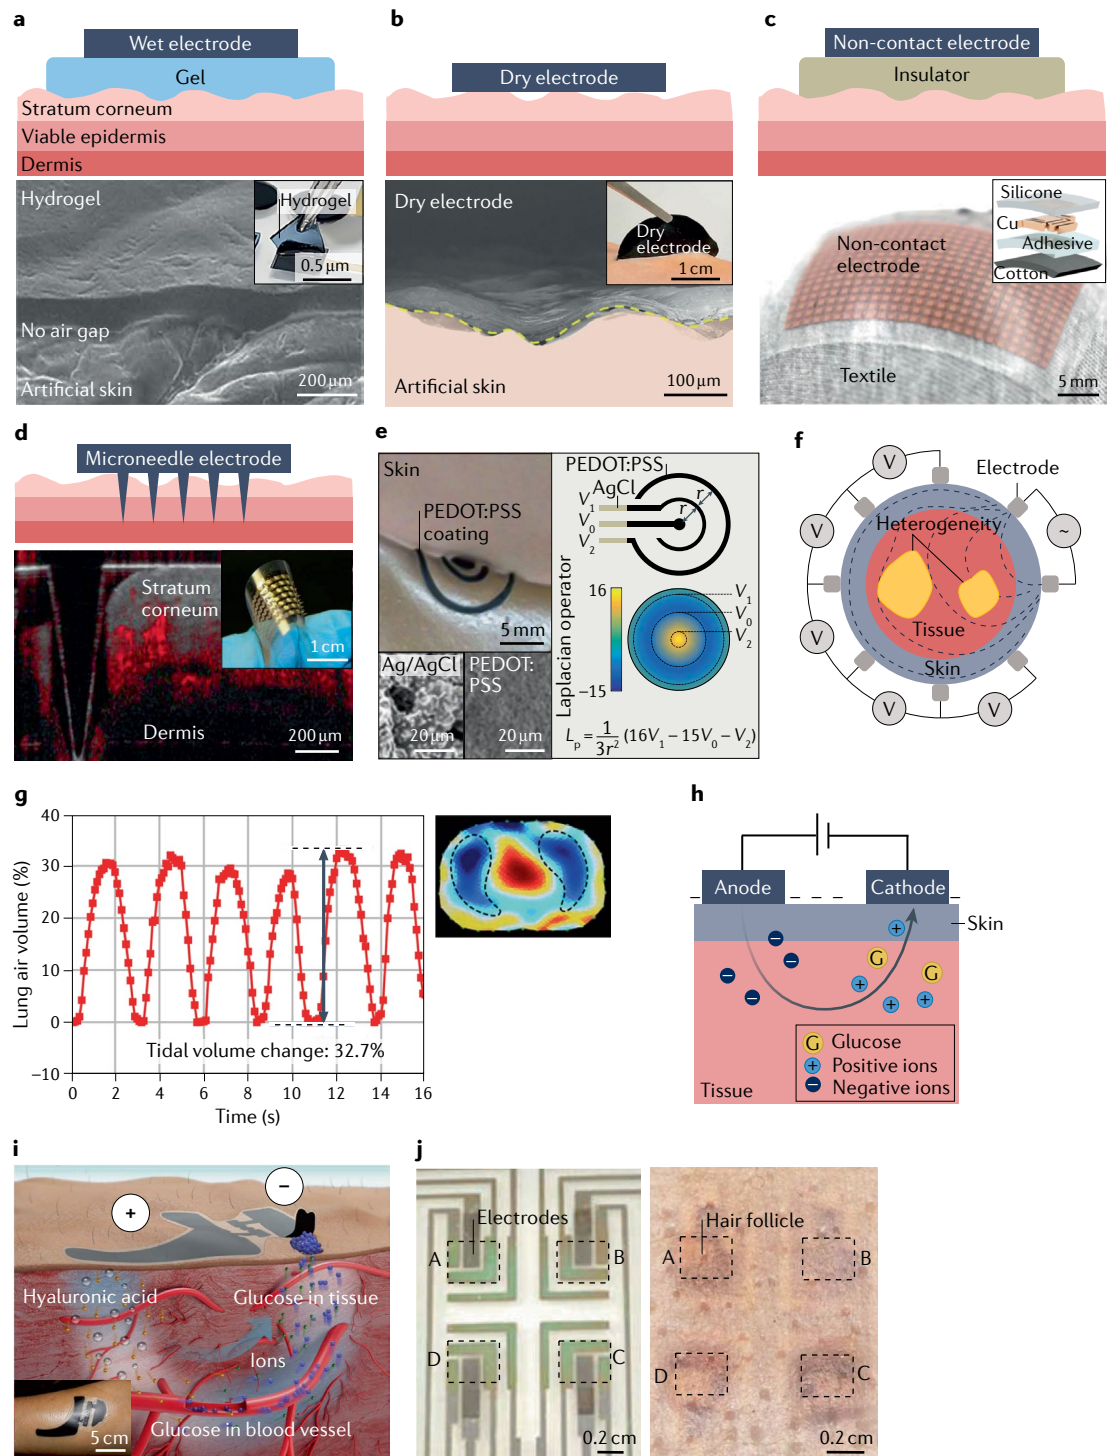 a
Wet electrode
Gel
Stratum corneum
Viable epidermis
Dermis
Hydrogel
Hydrogel
0.5 μm
No air gap
Artificial skin
200 μm
b
Dry electrode
Dry electrode
Dry
electrode
1 cm
Artificial skin
100 μm
c
Non-contact electrode
Insulator
Silicone
Cu
Adhesive
Cotton
Non-contact
electrode
Textile
5 mm
d
Microneedle electrode
Stratum
corneum
1 cm
Dermis
200 μm
e
Skin
PEDOT:PSS
coating
5 mm
Ag/AgCl
20 μm
PEDOT:
PSS
20 μm
PEDOT:PSS
AgCl
V1
V0
V2
r
r
Laplacian operator
16
−15
V1
V0
V2
Lp = 1/3r² (16V1 − 15V0 − V2)
f
V
V
V
V
~
Electrode
Heterogeneity
Tissue
Skin
g
Lung air volume (%)
40
30
20
10
0
−10
Tidal volume change: 32.7%
0 2 4 6 8 10 12 14 16
Time (s)
h
Anode
Cathode
Skin
G
G
G Glucose
+ Positive ions
− Negative ions
Tissue
i
+
−
Hyaluronic acid
Glucose in tissue
Ions
Glucose in blood vessel
5 cm
j
Electrodes
A
B
D
C
0.2 cm
Hair follicle
A
B
D
C
0.2 cm